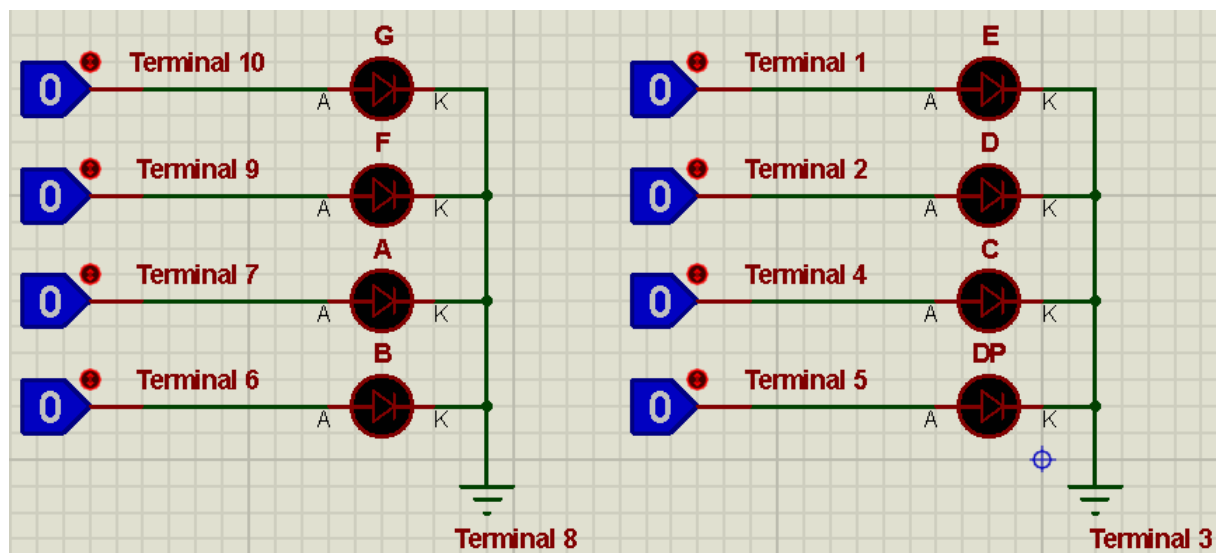 G E
Terminal 10 Terminal 1
0 A K 0 A K
F D
Terminal 9 Terminal 2
0 A K 0 A K
A C
Terminal 7 Terminal 4
0 A K 0 A K
B DP
Terminal 6 Terminal 5
0 A K 0 A K
Terminal 8 Terminal 3